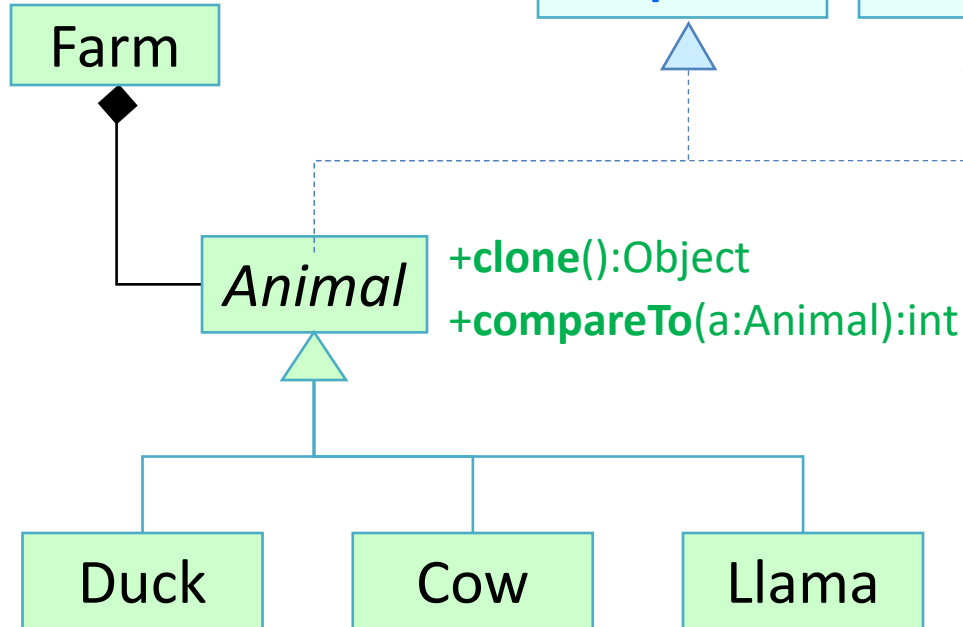 Farm
Animal
+clone():Object
+compareTo(a:Animal):int
Duck
Cow
Llama